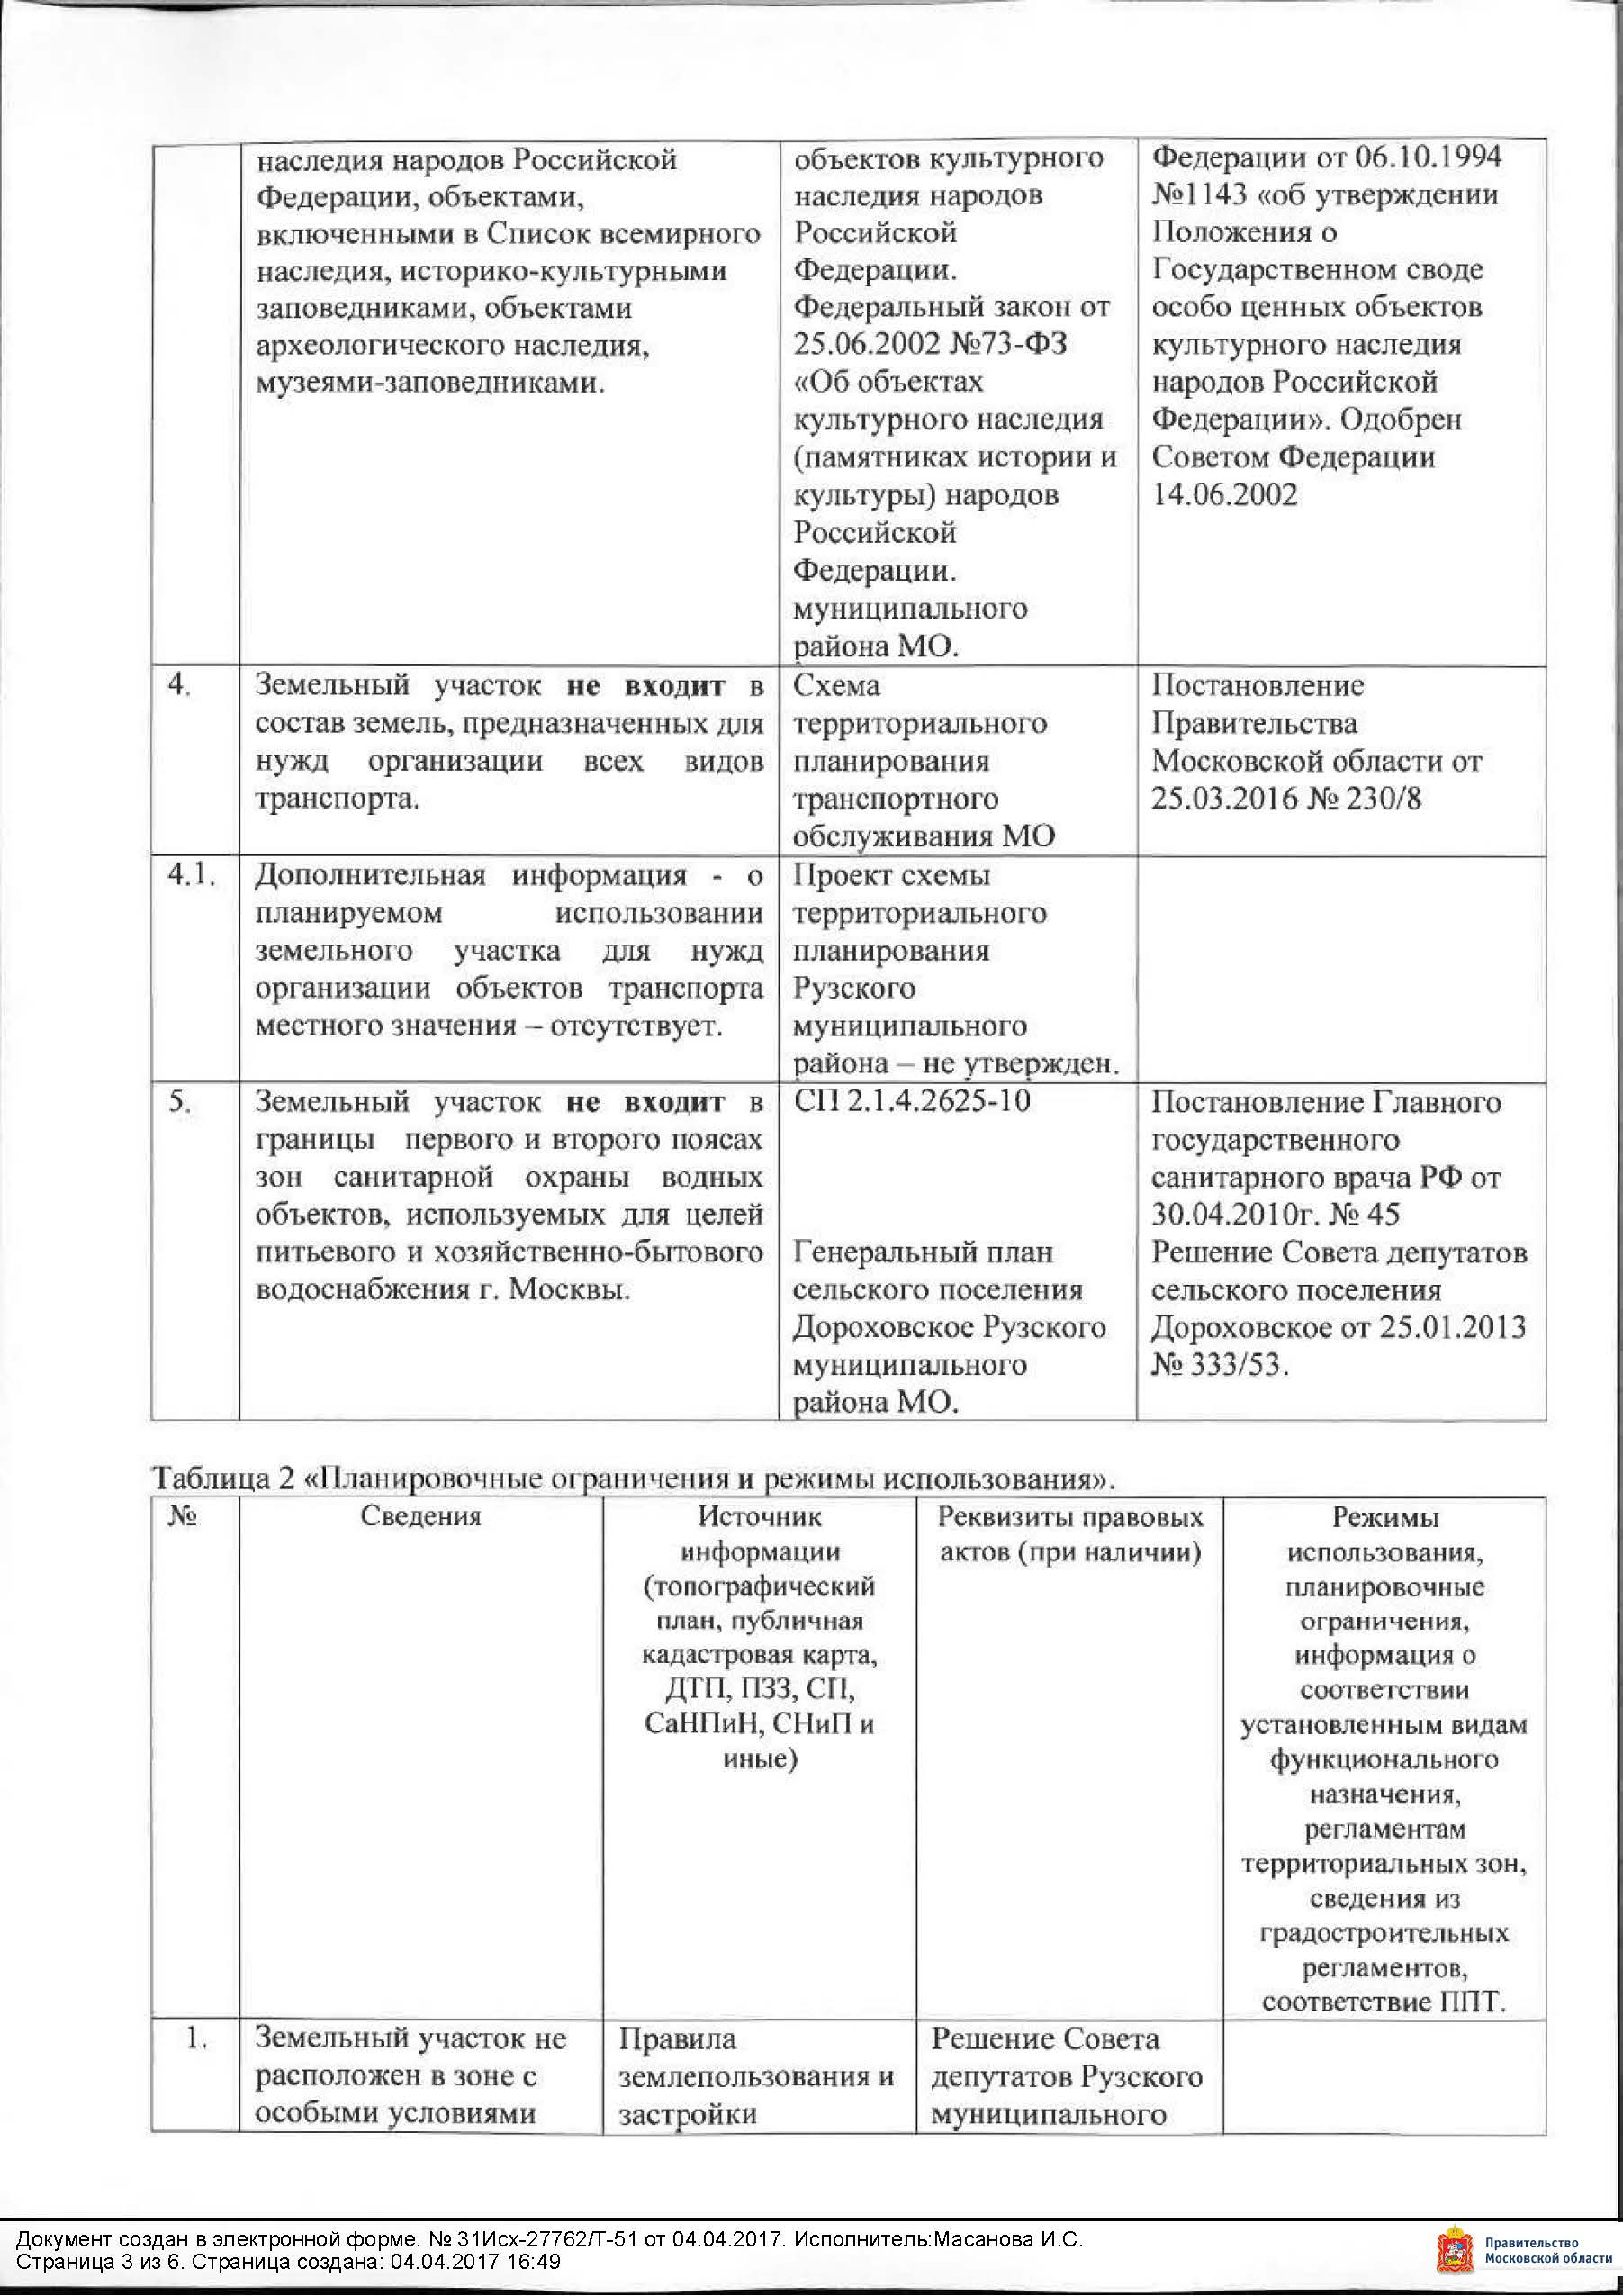 наследия народов Российской
Федерации, объектами,
включенными в Список всемирного
наследия, историко-культурными
заповедниками, объектами
археологического наследия,
музеями-заповедниками.
объектов культурного
наследия народов
Российской
Федерации.
Федеральный закон от
25.06.2002 №73-ФЗ
«Об объектах
культурного наследия
(памятниках истории и
культуры) народов
Российской
Федерации.
муниципального
района МО.
Федерации от 06.10.1994
№1143 «об утверждении
Положения о
Государственном своде
особо ценных объектов
культурного наследия
народов Российской
Федерации». Одобрен
Советом Федерации
14.06.2002
4.
Земельный участок не входит в
состав земель, предназначенных для
нужд организации всех видов
транспорта.
Схема
территориального
планирования
транспортного
обслуживания МО
Постановление
Правительства
Московской области от
25.03.2016 № 230/8
4.1.
Дополнительная информация - о
планируемом использовании
земельного участка для нужд
организации объектов транспорта
местного значения – отсутствует.
Проект схемы
территориального
планирования
Рузского
муниципального
района – не утвержден.
5.
Земельный участок не входит в
границы первого и второго поясах
зон санитарной охраны водных
объектов, используемых для целей
питьевого и хозяйственно-бытового
водоснабжения г. Москвы.
СП 2.1.4.2625-10
Генеральный план
сельского поселения
Дороховское Рузского
муниципального
района МО.
Постановление Главного
государственного
санитарного врача РФ от
30.04.2010г. № 45
Решение Совета депутатов
сельского поселения
Дороховское от 25.01.2013
№ 333/53.
Таблица 2 «Планировочные ограничения и режимы использования».
№
Сведения
Источник
информации
(топографический
план, публичная
кадастровая карта,
ДТП, ПЗЗ, СП,
СаНПиН, СНиП и
иные)
Реквизиты правовых
актов (при наличии)
Режимы
использования,
планировочные
ограничения,
информация о
соответствии
установленным видам
функционального
назначения,
регламентам
территориальных зон,
сведения из
градостроительных
регламентов,
соответствие ППТ.
1.
Земельный участок не
расположен в зоне с
особыми условиями
Правила
землепользования и
застройки
Решение Совета
депутатов Рузского
муниципального
Документ создан в электронной форме. № 31Исх-27762/Т-51 от 04.04.2017. Исполнитель:Масанова И.С.
Страница 3 из 6. Страница создана: 04.04.2017 16:49
Правительство
Московской области